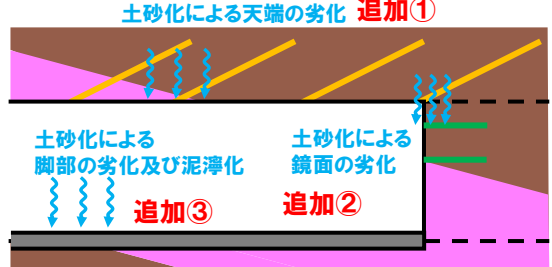 土砂化による天端の劣化 追加①
土砂化による
脚部の劣化及び泥濘化
追加③
土砂化による
鏡面の劣化
追加②